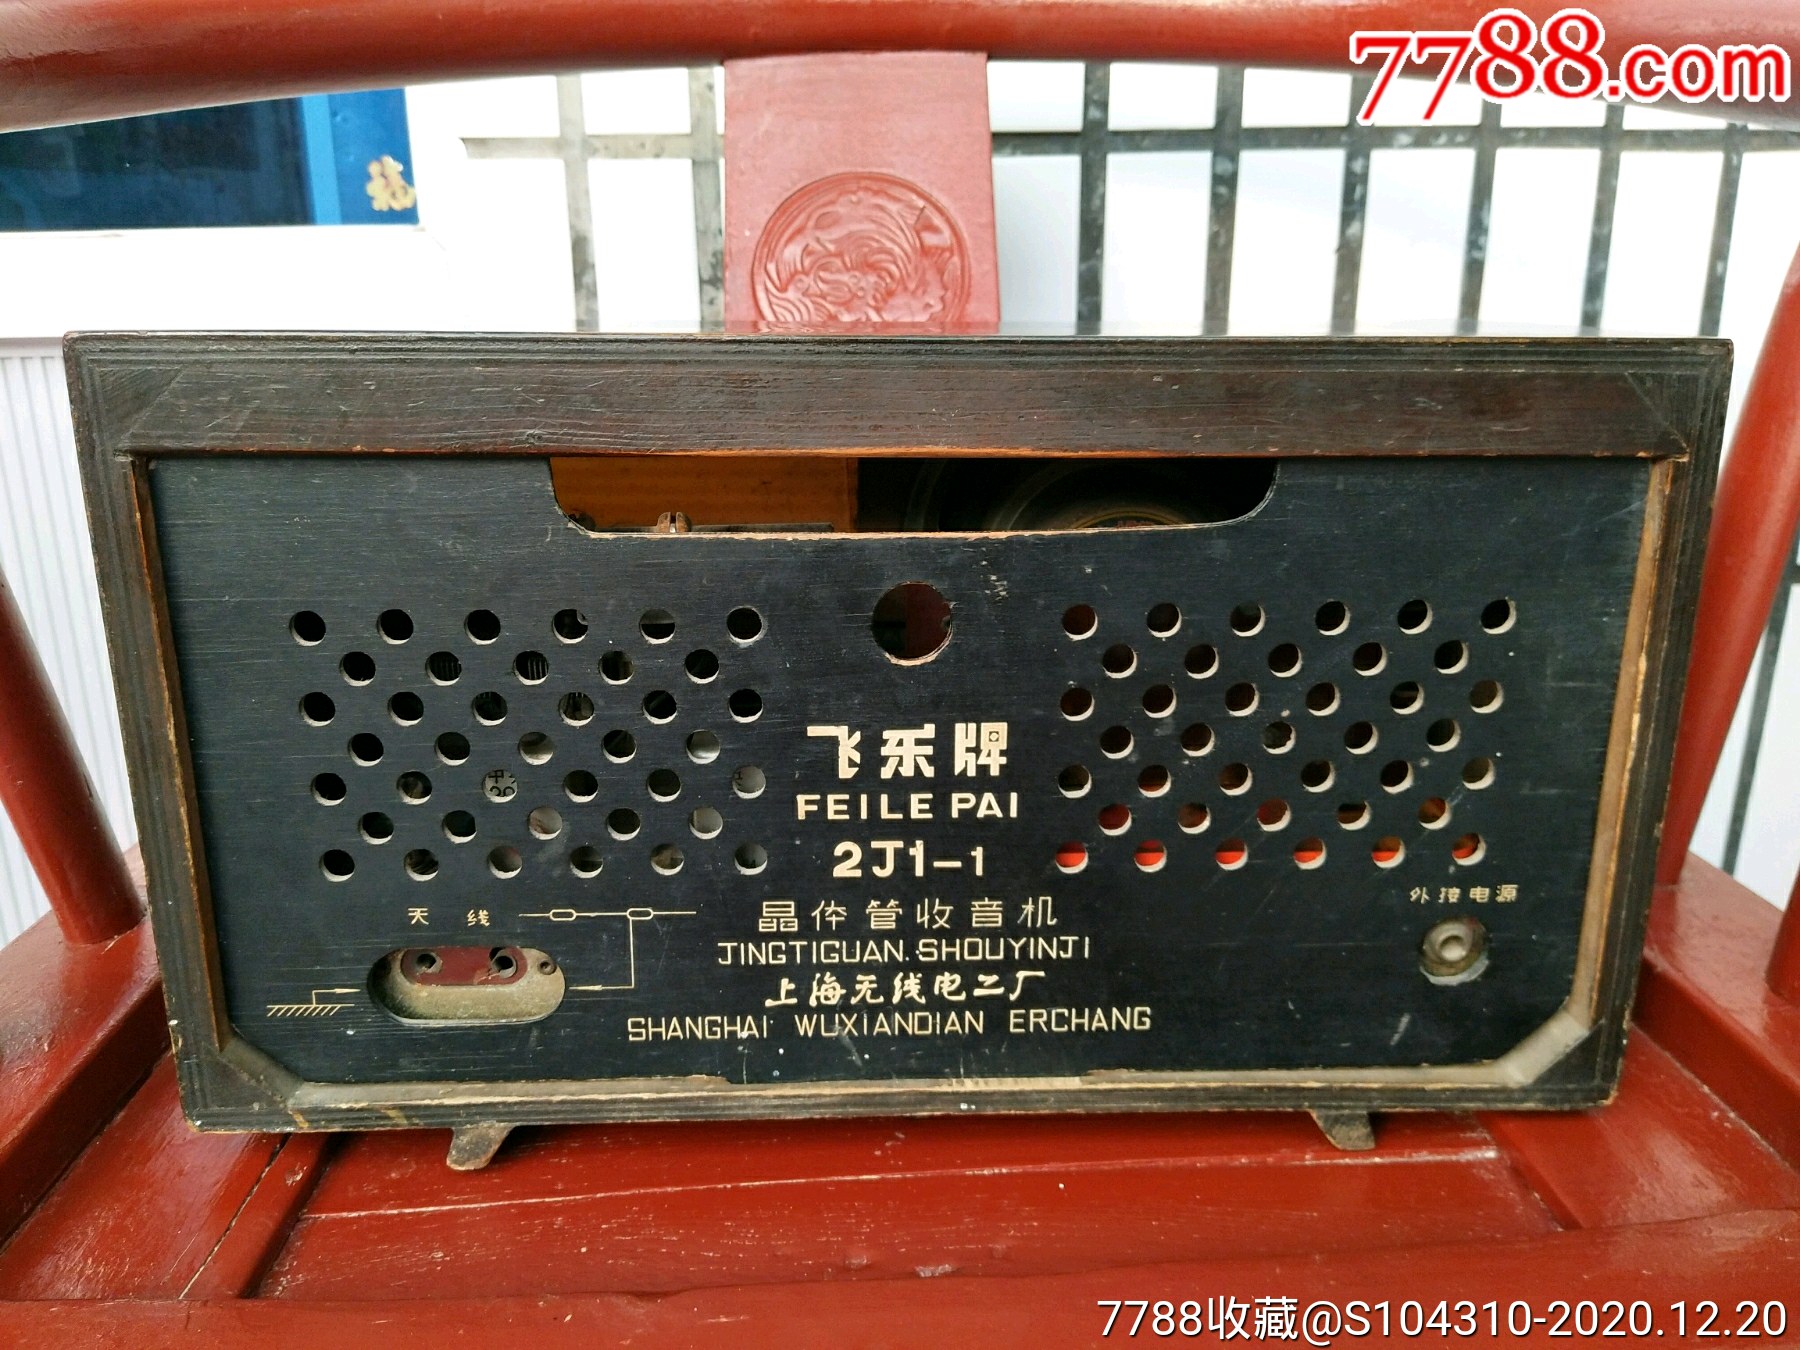 7788.com
福
飞乐牌
FEILE PAI
2J1-1
天线
外接电源
晶体管收音机
JINGTIGUAN. SHOUYINJI
上海无线电二厂
SHANGHAI WUXIANDIAN ERCHANG
7788收藏@S104310-2020.12.20